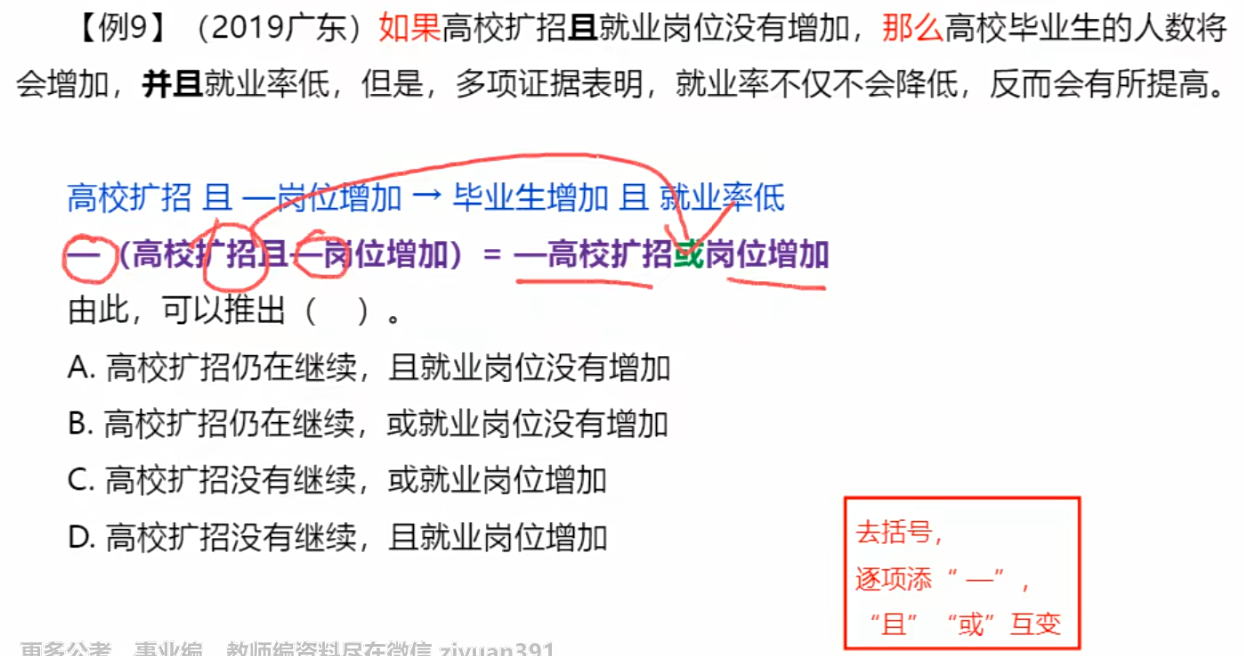 【例9】（2019广东）如果高校扩招且就业岗位没有增加，那么高校毕业生的人数将
会增加，并且就业率低，但是，多项证据表明，就业率不仅不会降低，反而会有所提高。
高校扩招 且 —岗位增加 → 毕业生增加 且 就业率低
—（高校扩招且—岗位增加）= —高校扩招或岗位增加
由此，可以推出（ ）。
A. 高校扩招仍在继续，且就业岗位没有增加
B. 高校扩招仍在继续，或就业岗位没有增加
C. 高校扩招没有继续，或就业岗位增加
D. 高校扩招没有继续，且就业岗位增加
去括号，
逐项添“ —”，
“且” “或”互变
更多公考、事业编、教师编资料尽在微信 ziyuan391